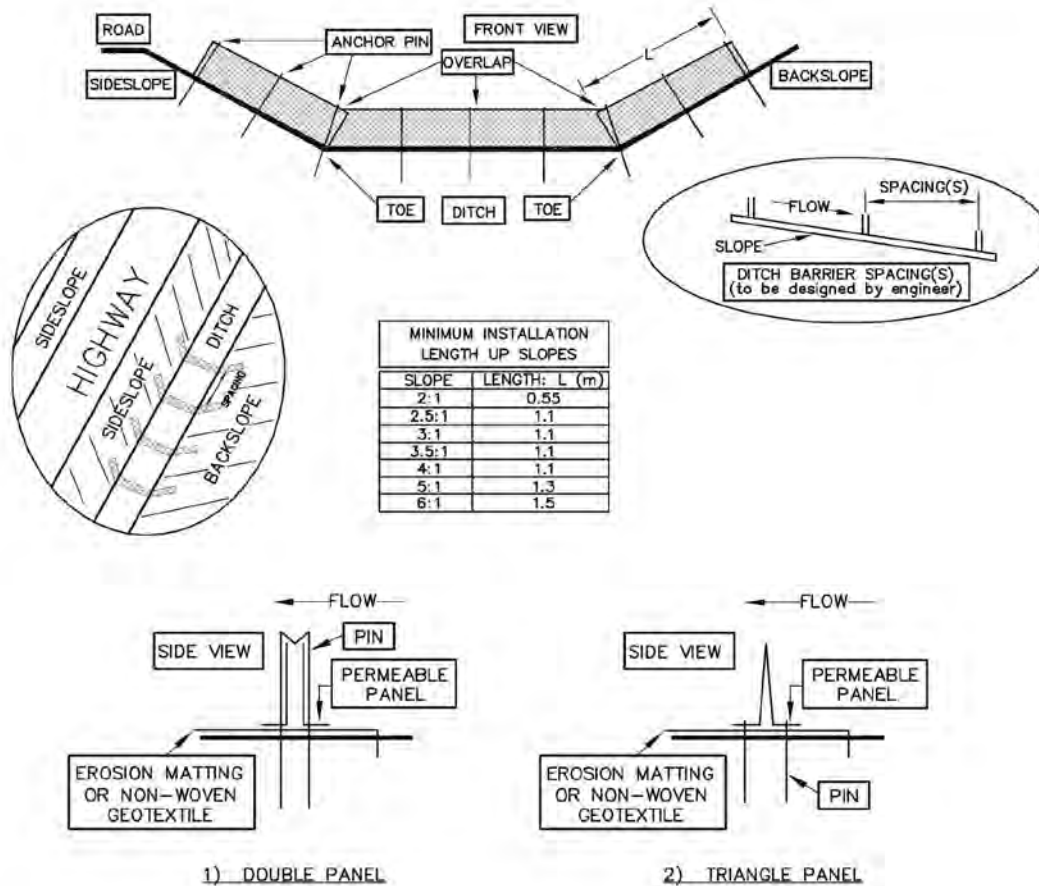 ROAD
ANCHOR PIN
FRONT VIEW
OVERLAP
L
SIDESLOPE
BACKSLOPE
TOE
DITCH
TOE
SPACING(S)
FLOW
SLOPE
DITCH BARRIER SPACING(S)
(to be designed by engineer)
SIDESLOPE
HIGHWAY
SIDESLOPE
DITCH
SPACING
BACKSLOPE
MINIMUM INSTALLATION
LENGTH UP SLOPES
SLOPE LENGTH: L (m)
2:1 0.55
2.5:1 1.1
3:1 1.1
3.5:1 1.1
4:1 1.1
5:1 1.3
6:1 1.5
FLOW
SIDE VIEW
PIN
PERMEABLE
PANEL
EROSION MATTING
OR NON-WOVEN
GEOTEXTILE
1) DOUBLE PANEL
FLOW
SIDE VIEW
PERMEABLE
PANEL
EROSION MATTING
OR NON-WOVEN
GEOTEXTILE
PIN
2) TRIANGLE PANEL